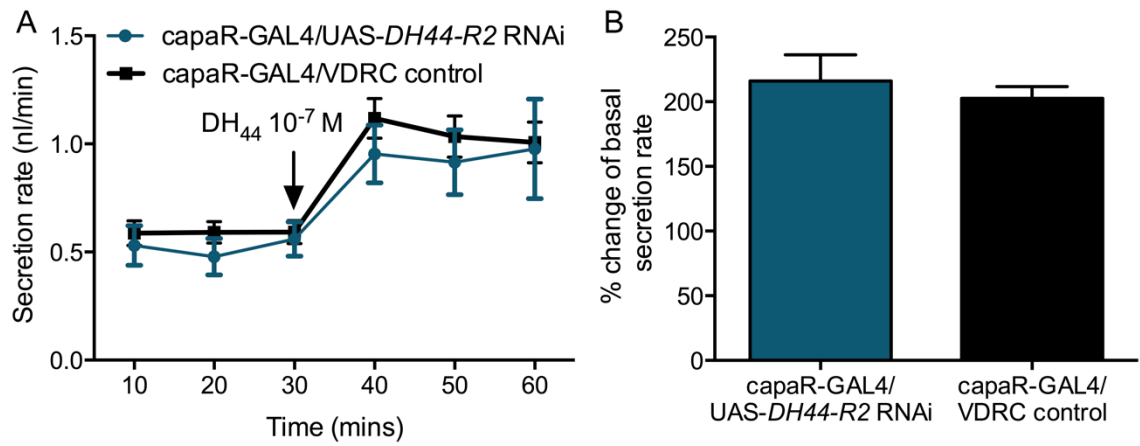 A
capaR-GAL4/UAS-DH44-R2 RNAi
capaR-GAL4/VDRC control
DH44 10-7 M
Secretion rate (nl/min)
1.5
1.0
0.5
0.0
10 20 30 40 50 60
Time (mins)
B
% change of basal
secretion rate
250
200
150
100
50
0
capaR-GAL4/
UAS-DH44-R2 RNAi
capaR-GAL4/
VDRC control